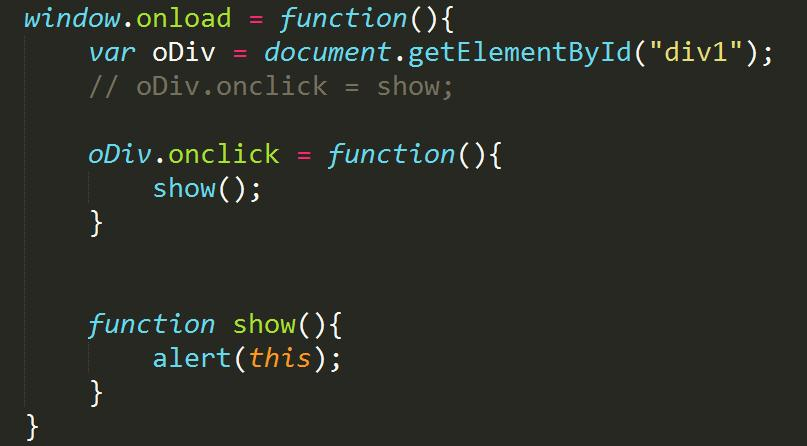 window.onload = function(){
    var oDiv = document.getElementById("div1");
    // oDiv.onclick = show;
    oDiv.onclick = function(){
        show();
    }
    function show(){
        alert(this);
    }
}